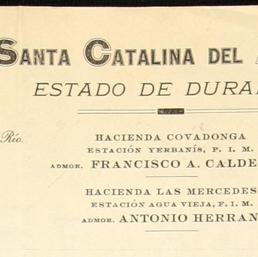 SANTA CATALINA DEL
ESTADO DE DURA
Río.
HACIENDA COVADONGA
ESTACIÓN YERBANÍS, F. I. M.
ADMOR. FRANCISCO A. CALDE
HACIENDA LAS MERCEDES
ESTACIÓN AGUA VIEJA, F. I. M.
ADMOR. ANTONIO HERRAN